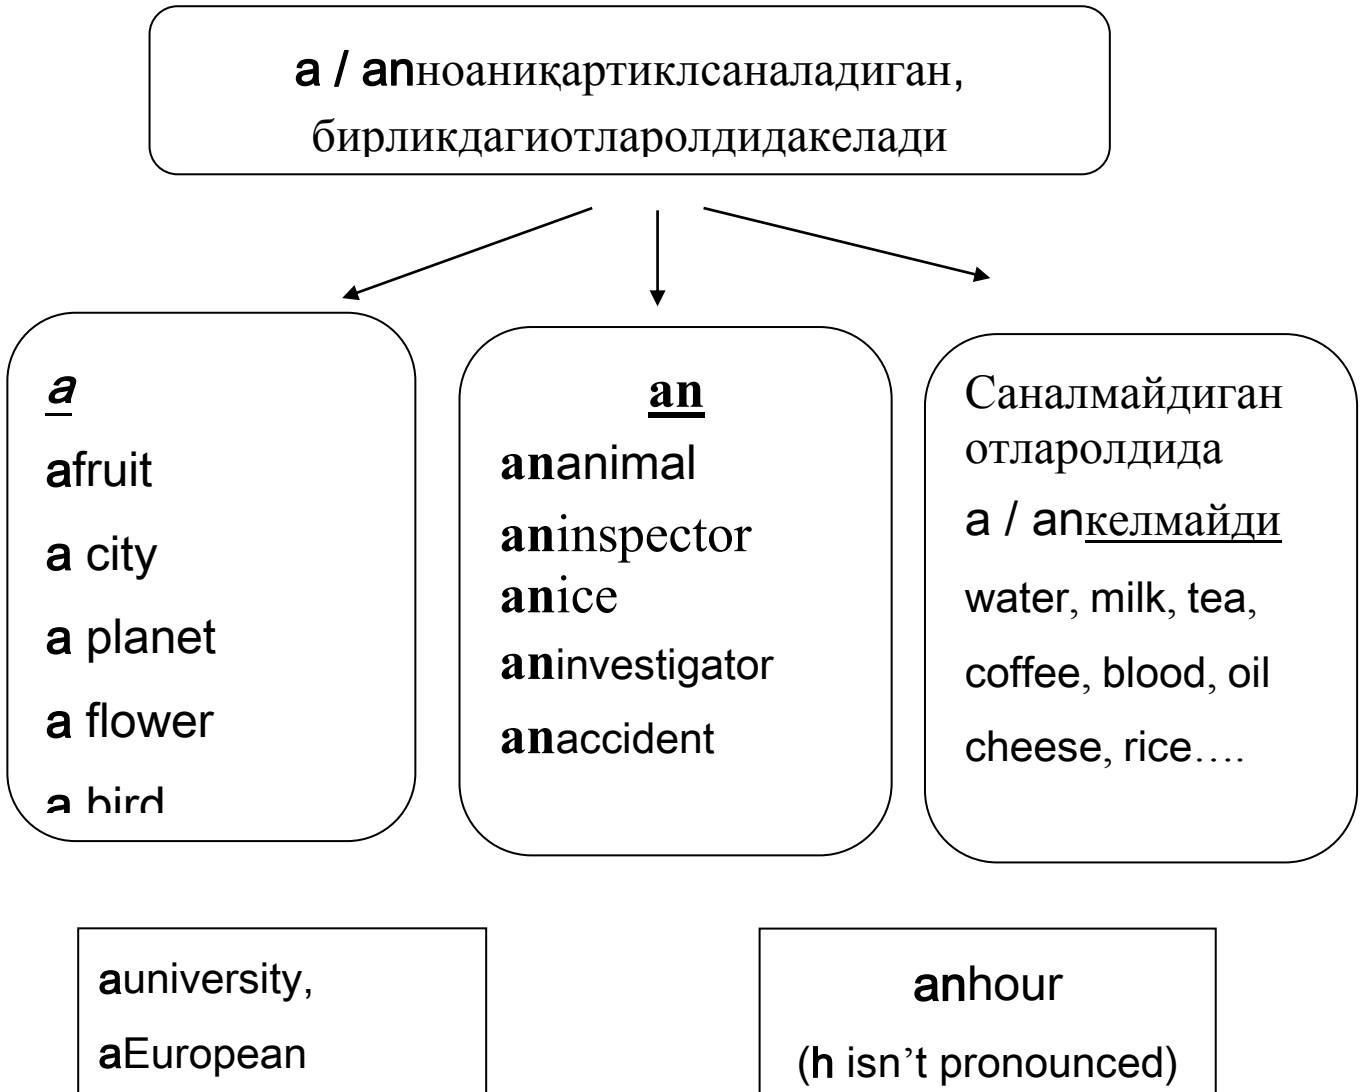 a / anноаниқартиклсаналадиган,
бирликдагиотларолдидакелади
a
afruit
a city
a planet
a flower
a bird
an
ananimal
aninspector
anice
aninvestigator
anaccident
Саналмайдиган
отларолдида
a / anкелмайди
water, milk, tea,
coffee, blood, oil
cheese, rice….
auniversity,
aEuropean
anhour
(h isn’t pronounced)